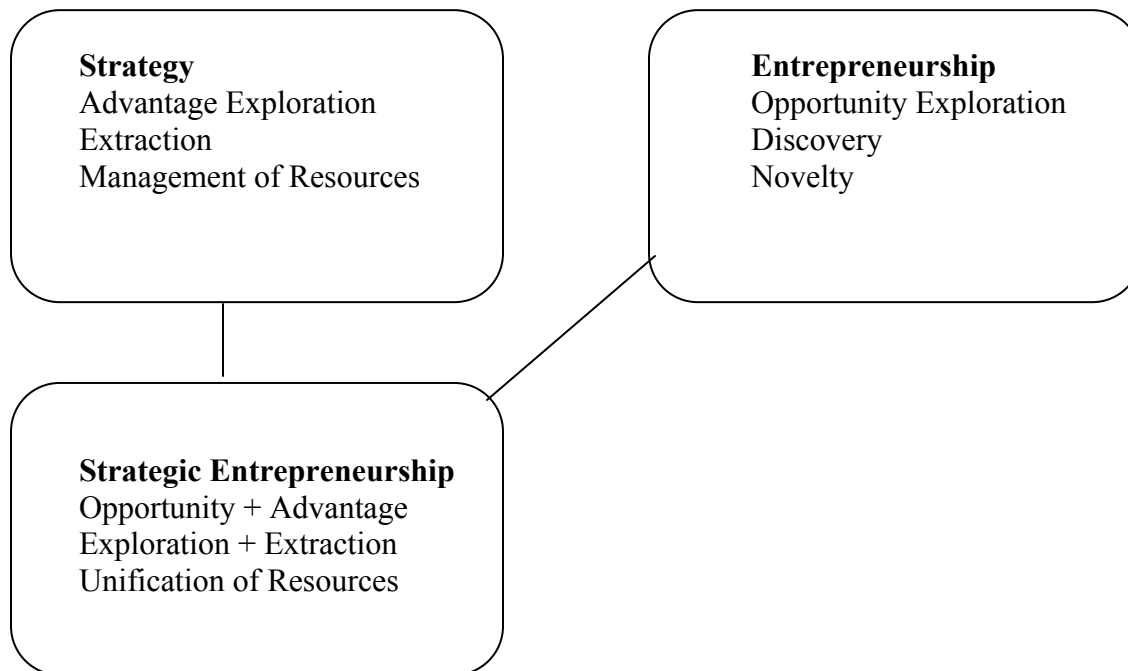 Strategy
Advantage Exploration
Extraction
Management of Resources
Entrepreneurship
Opportunity Exploration
Discovery
Novelty
Strategic Entrepreneurship
Opportunity + Advantage
Exploration + Extraction
Unification of Resources